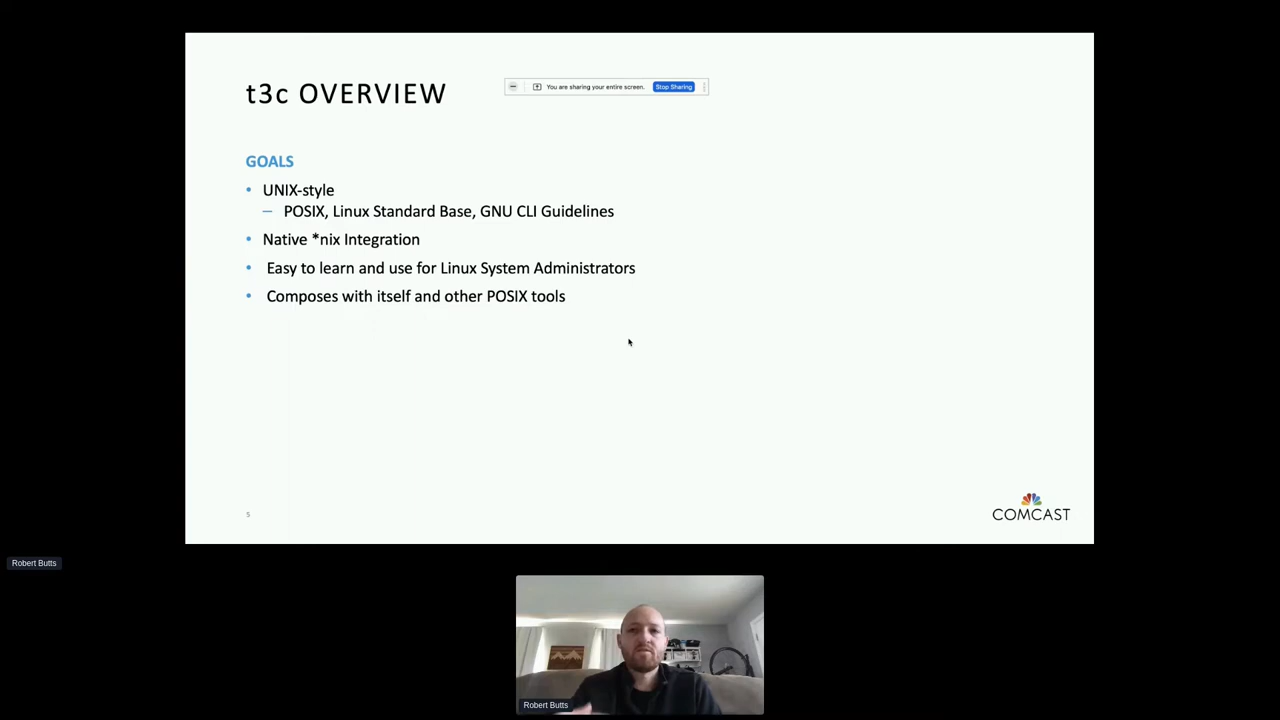 t3c OVERVIEW
You are sharing your entire screen.
Stop Sharing
GOALS
• UNIX-style
– POSIX, Linux Standard Base, GNU CLI Guidelines
• Native *nix Integration
• Easy to learn and use for Linux System Administrators
• Composes with itself and other POSIX tools
5
COMCAST
Robert Butts
Robert Butts